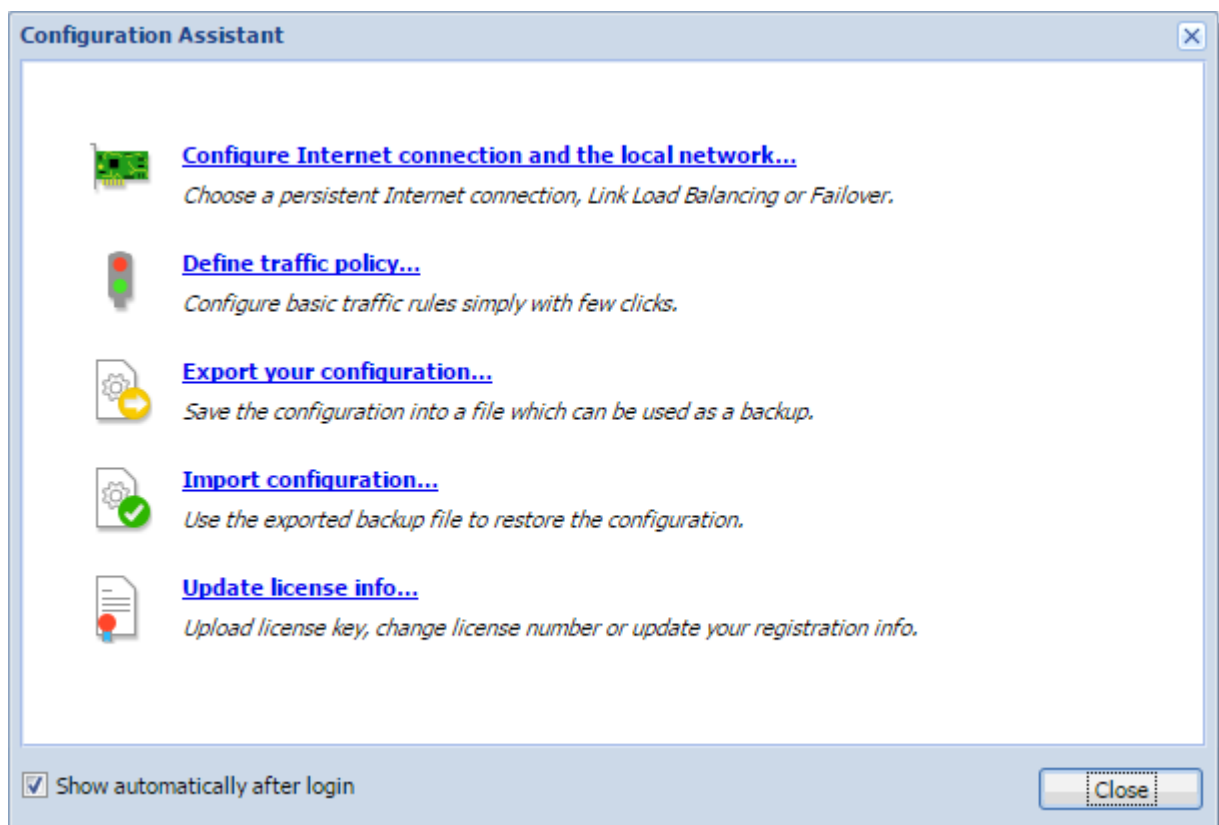 Configuration Assistant
Configure Internet connection and the local network...
Choose a persistent Internet connection, Link Load Balancing or Failover.
Define traffic policy...
Configure basic traffic rules simply with few clicks.
Export your configuration...
Save the configuration into a file which can be used as a backup.
Import configuration...
Use the exported backup file to restore the configuration.
Update license info...
Upload license key, change license number or update your registration info.
Show automatically after login
Close